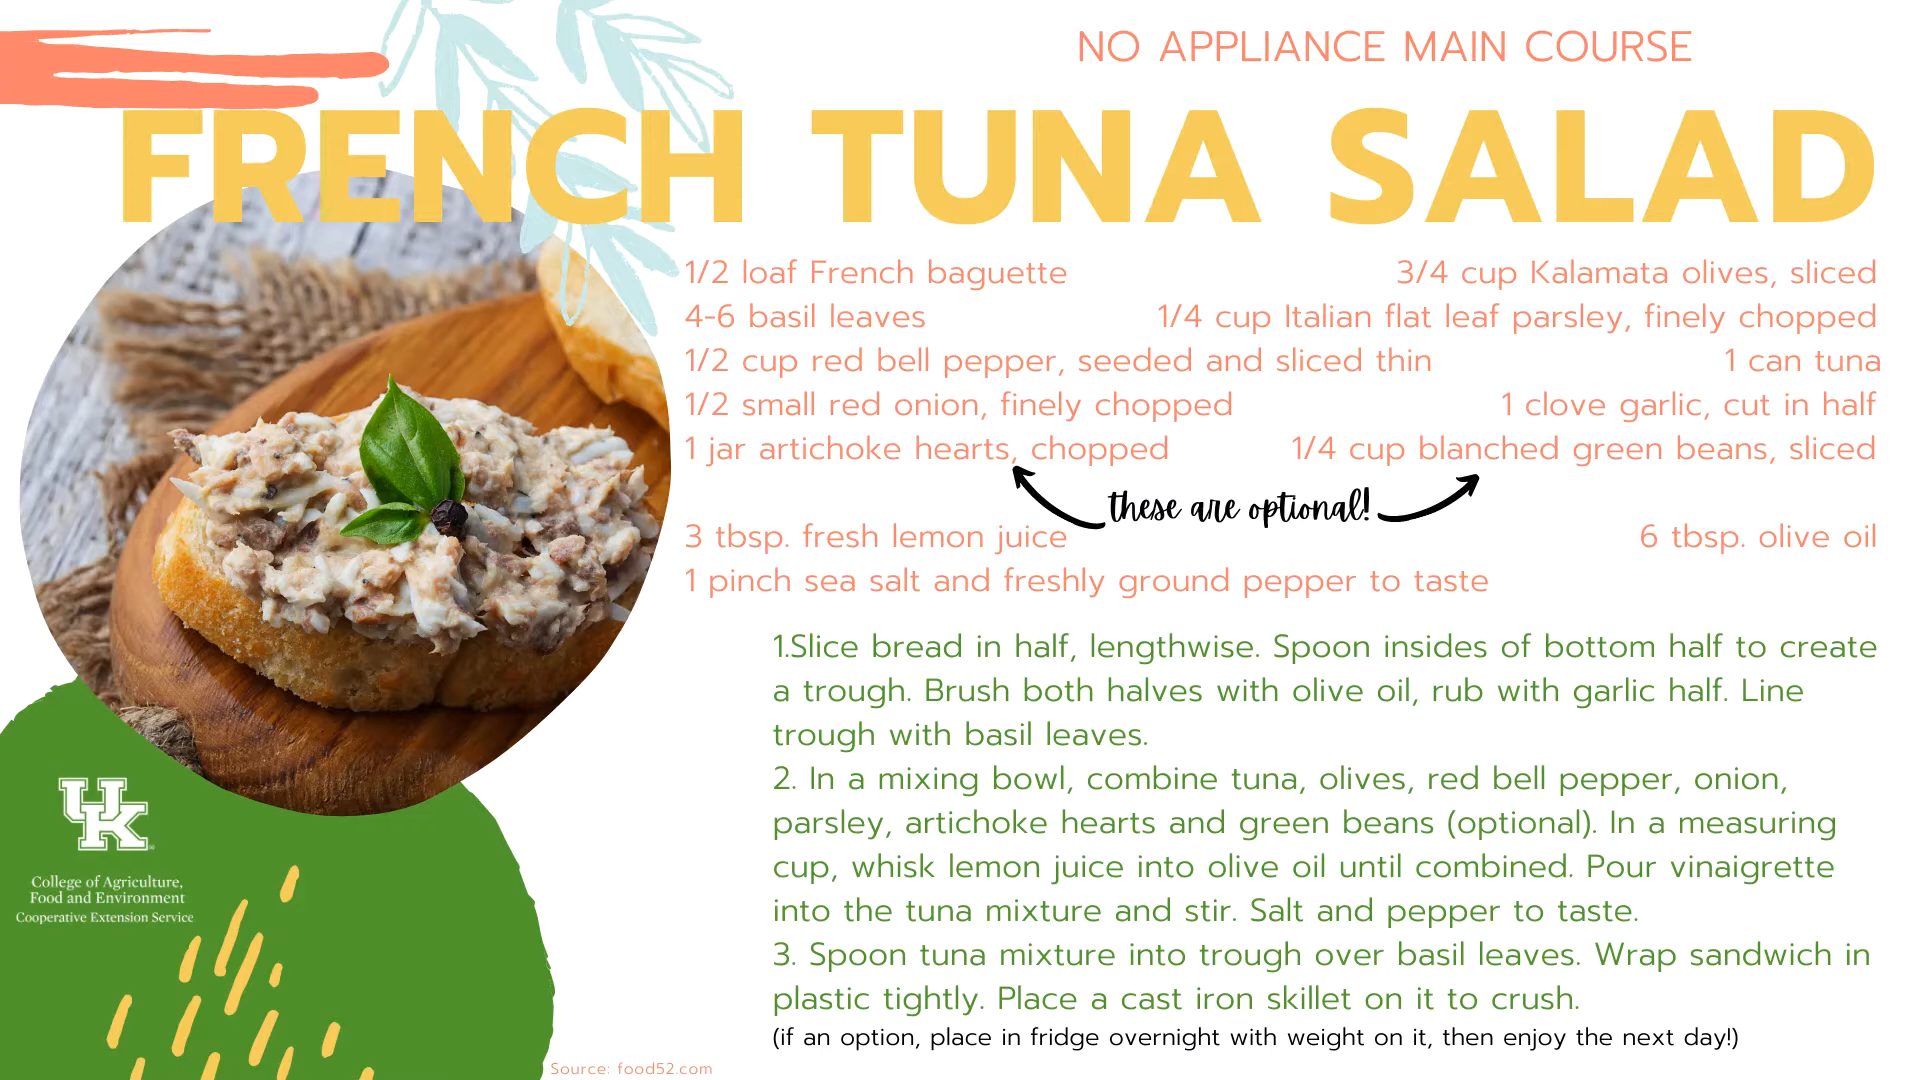 NO APPLIANCE MAIN COURSE
FRENCH TUNA SALAD
1/2 loaf French baguette 3/4 cup Kalamata olives, sliced
4-6 basil leaves 1/4 cup Italian flat leaf parsley, finely chopped
1/2 cup red bell pepper, seeded and sliced thin 1 can tuna
1/2 small red onion, finely chopped 1 clove garlic, cut in half
1 jar artichoke hearts, chopped 1/4 cup blanched green beans, sliced
these are optional!
3 tbsp. fresh lemon juice 6 tbsp. olive oil
1 pinch sea salt and freshly ground pepper to taste
1.Slice bread in half, lengthwise. Spoon insides of bottom half to create
a trough. Brush both halves with olive oil, rub with garlic half. Line
trough with basil leaves.
2. In a mixing bowl, combine tuna, olives, red bell pepper, onion,
parsley, artichoke hearts and green beans (optional). In a measuring
cup, whisk lemon juice into olive oil until combined. Pour vinaigrette
into the tuna mixture and stir. Salt and pepper to taste.
3. Spoon tuna mixture into trough over basil leaves. Wrap sandwich in
plastic tightly. Place a cast iron skillet on it to crush.
(if an option, place in fridge overnight with weight on it, then enjoy the next day!)
UK
College of Agriculture,
Food and Environment
Cooperative Extension Service
Source: food52.com